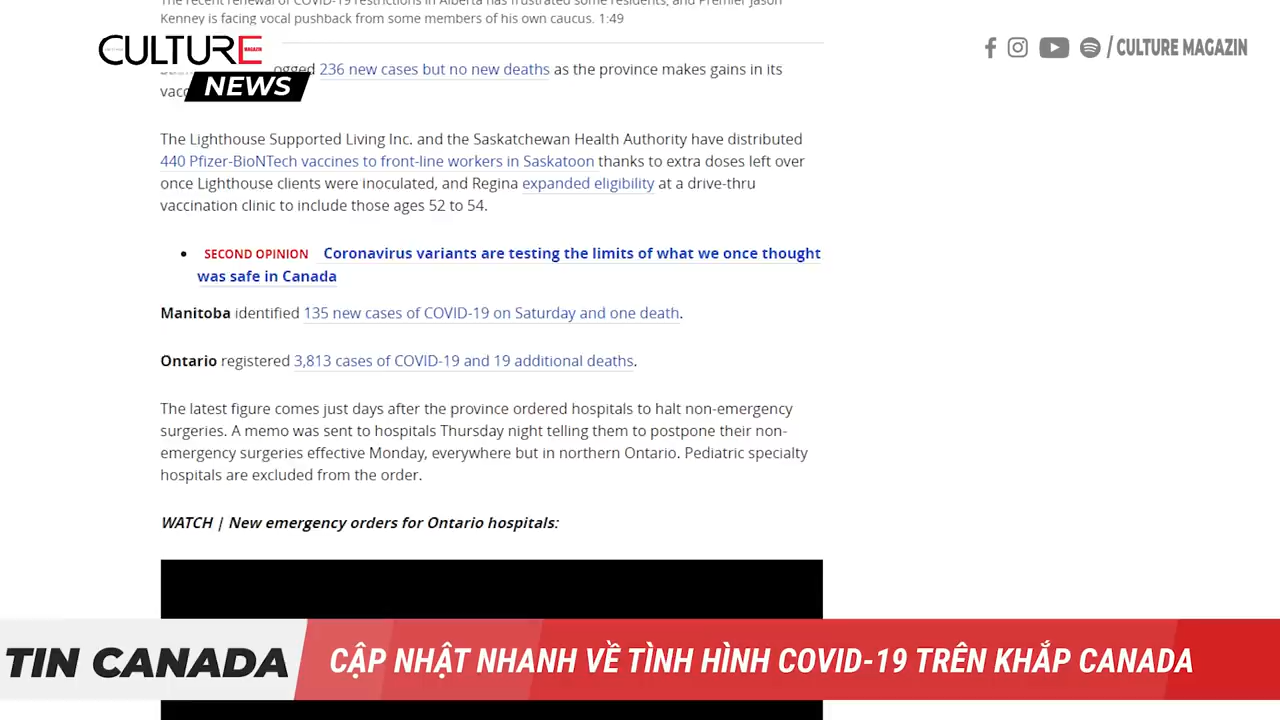 The recent renewal of COVID-19 restrictions in Alberta has frustrated some residents, and Premier Jason
Kenney is facing vocal pushback from some members of his own caucus. 1:49
CULTURE
MAGAZIN
NEWS
/ CULTURE MAGAZIN
ogged 236 new cases but no new deaths as the province makes gains in its
vacc
The Lighthouse Supported Living Inc. and the Saskatchewan Health Authority have distributed
440 Pfizer-BioNTech vaccines to front-line workers in Saskatoon thanks to extra doses left over
once Lighthouse clients were inoculated, and Regina expanded eligibility at a drive-thru
vaccination clinic to include those ages 52 to 54.
• SECOND OPINION Coronavirus variants are testing the limits of what we once thought
was safe in Canada
Manitoba identified 135 new cases of COVID-19 on Saturday and one death.
Ontario registered 3,813 cases of COVID-19 and 19 additional deaths.
The latest figure comes just days after the province ordered hospitals to halt non-emergency
surgeries. A memo was sent to hospitals Thursday night telling them to postpone their non-
emergency surgeries effective Monday, everywhere but in northern Ontario. Pediatric specialty
hospitals are excluded from the order.
WATCH | New emergency orders for Ontario hospitals:
TIN CANADA
CẬP NHẬT NHANH VỀ TÌNH HÌNH COVID-19 TRÊN KHẮP CANADA